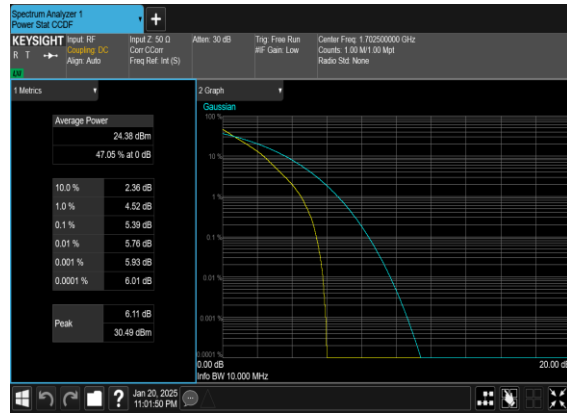 Spectrum Analyzer 1
Power Stat CCDF
KEYSIGHT
R T
LV
Input: RF
Coupling: DC
Align: Auto
Input Z: 50 Ω
Corr CCorr
Freq Ref: Int (S)
Atten: 30 dB
Trig: Free Run
#IF Gain: Low
Center Freq: 1.702500000 GHz
Counts: 1.00 M/1.00 Mpt
Radio Std: None
1 Metrics
Average Power
24.38 dBm
47.05 % at 0 dB
10.0 % 2.36 dB
1.0 % 4.52 dB
0.1 % 5.39 dB
0.01 % 5.76 dB
0.001 % 5.93 dB
0.0001 % 6.01 dB
Peak
6.11 dB
30.49 dBm
2 Graph
Gaussian
100 %
10 %
1 %
0.1 %
0.01 %
0.001 %
0.0001 %
0.00 dB
20.00 dB
Info BW 10.000 MHz
Jan 20, 2025
11:01:50 PM